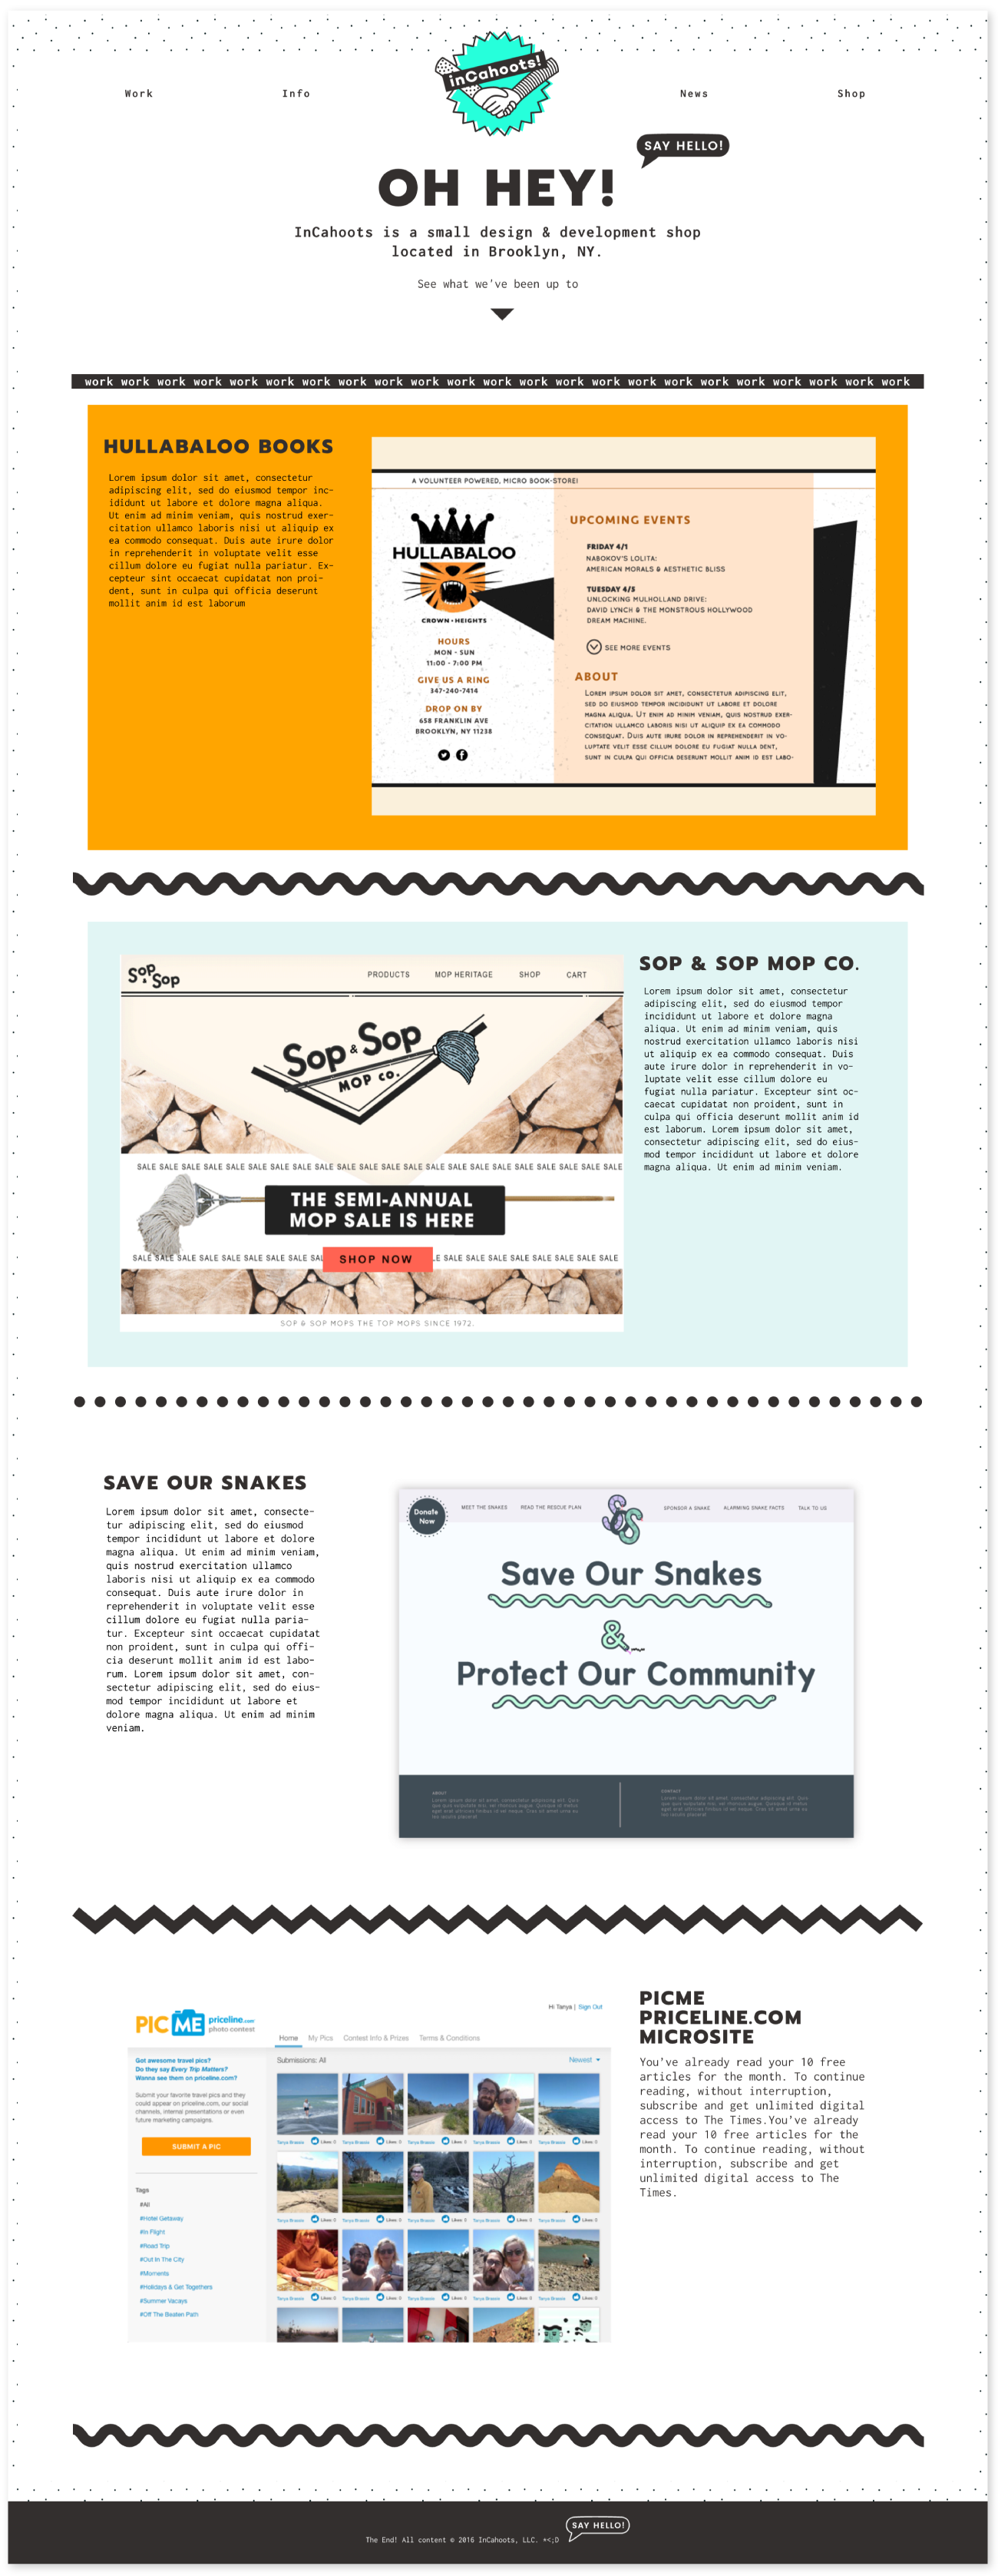 Work
Info
inCahoots!
News
Shop
SAY HELLO!
OH HEY!
InCahoots is a small design & development shop
located in Brooklyn, NY.
See what we've been up to
work work work work work work work work work work work work work work work work work work work work work work work
HULLABALOO BOOKS
Lorem ipsum dolor sit amet, consectetur
adipiscing elit, sed do eiusmod tempor inc-
ididunt ut labore et dolore magna aliqua.
Ut enim ad minim veniam, quis nostrud exer-
citation ullamco laboris nisi ut aliquip ex
ea commodo consequat. Duis aute irure dolor
in reprehenderit in voluptate velit esse
cillum dolore eu fugiat nulla pariatur. Ex-
cepteur sint occaecat cupidatat non proi-
dent, sunt in culpa qui officia deserunt
mollit anim id est laborum
A VOLUNTEER POWERED, MICRO BOOK-STORE!
HULLABALOO
CROWN • HEIGHTS
HOURS
MON - SUN
11:00 - 7:00 PM
GIVE US A RING
347-240-7414
DROP ON BY
658 FRANKLIN AVE
BROOKLYN, NY 11238
UPCOMING EVENTS
FRIDAY 4/1
NABOKOV'S LOLITA:
AMERICAN MORALS & AESTHETIC BLISS
TUESDAY 4/5
UNLOCKING MULHOLLAND DRIVE:
DAVID LYNCH & THE MONSTROUS HOLLYWOOD
DREAM MACHINE.
SEE MORE EVENTS
ABOUT
LOREM IPSUM DOLOR SIT AMET, CONSECTETUR ADIPISCING ELIT,
SED DO EIUSMOD TEMPOR INCIDIDUNT UT LABORE ET DOLORE
MAGNA ALIQUA. UT ENIM AD MINIM VENIAM, QUIS NOSTRUD EXER-
CITATION ULLAMCO LABORIS NISI UT ALIQUIP EX EA COMMODO
CONSEQUAT. DUIS AUTE IRURE DOLOR IN REPREHENDERIT IN VO-
LUPTATE VELIT ESSE CILLUM DOLORE EU FUGIAT NULLA DENT,
SUNT IN CULPA QUI OFFICIA DESERUNT MOLLIT ANIM ID EST LABO-
Sop & Sop
PRODUCTS
MOP HERITAGE
SHOP
CART
Sop & Sop
MOP CO.
SALE SALE SALE SALE SALE SALE SALE SALE SALE SALE SALE SALE SALE SALE SALE SALE SALE SALE SALE SALE SALE SALE
THE SEMI-ANNUAL
MOP SALE IS HERE
SALE SALE SALE SALE SALE SALE SALE SALE SAL
SHOP NOW
LE SALE SALE SALE SALE SALE SALE SALE SALE
SOP & SOP MOPS THE TOP MOPS SINCE 1972.
SOP & SOP MOP CO.
Lorem ipsum dolor sit amet, consectetur
adipiscing elit, sed do eiusmod tempor
incididunt ut labore et dolore magna
aliqua. Ut enim ad minim veniam, quis
nostrud exercitation ullamco laboris nisi
ut aliquip ex ea commodo consequat. Duis
aute irure dolor in reprehenderit in vo-
luptate velit esse cillum dolore eu
fugiat nulla pariatur. Excepteur sint oc-
caecat cupidatat non proident, sunt in
culpa qui officia deserunt mollit anim id
est laborum. Lorem ipsum dolor sit amet,
consectetur adipiscing elit, sed do eius-
mod tempor incididunt ut labore et dolore
magna aliqua. Ut enim ad minim veniam.
SAVE OUR SNAKES
Lorem ipsum dolor sit amet, consecte-
tur adipiscing elit, sed do eiusmod
tempor incididunt ut labore et dolore
magna aliqua. Ut enim ad minim veniam,
quis nostrud exercitation ullamco
laboris nisi ut aliquip ex ea commodo
consequat. Duis aute irure dolor in
reprehenderit in voluptate velit esse
cillum dolore eu fugiat nulla paria-
tur. Excepteur sint occaecat cupidatat
non proident, sunt in culpa qui offi-
cia deserunt mollit anim id est labo-
rum. Lorem ipsum dolor sit amet, con-
sectetur adipiscing elit, sed do eius-
mod tempor incididunt ut labore et
dolore magna aliqua. Ut enim ad minim
veniam.
Donate
Now
MEET THE SNAKES
READ THE RESCUE PLAN
SOS
SPONSOR A SNAKE
ALARMING SNAKE FACTS
TALK TO US
Save Our Snakes
&
Protect Our Community
ABOUT
CONTACT
Hi Tanya | Sign Out
PIC ME
priceline.com
photo contest
Home
My Pics
Contest Info & Prizes
Terms & Conditions
Got awesome travel pics?
Do they say Every Trip Matters?
Wanna see them on priceline.com?
Submit your favorite travel pics and they
could appear on priceline.com, our social
channels, internal presentations or even
future marketing campaigns.
SUBMIT A PIC
Tags
#All
#Hotel Getaway
#In Flight
#Road Trip
#Out In The City
#Moments
#Holidays & Get Togethers
#Summer Vacays
#Off The Beaten Path
Submissions: All
Newest
PICME
PRICELINE.COM
MICROSITE
You've already read your 10 free
articles for the month. To continue
reading, without interruption,
subscribe and get unlimited digital
access to The Times.You've already
read your 10 free articles for the
month. To continue reading, without
interruption, subscribe and get
unlimited digital access to The
Times.
The End! All content © 2016 InCahoots, LLC. *<;D
SAY HELLO!